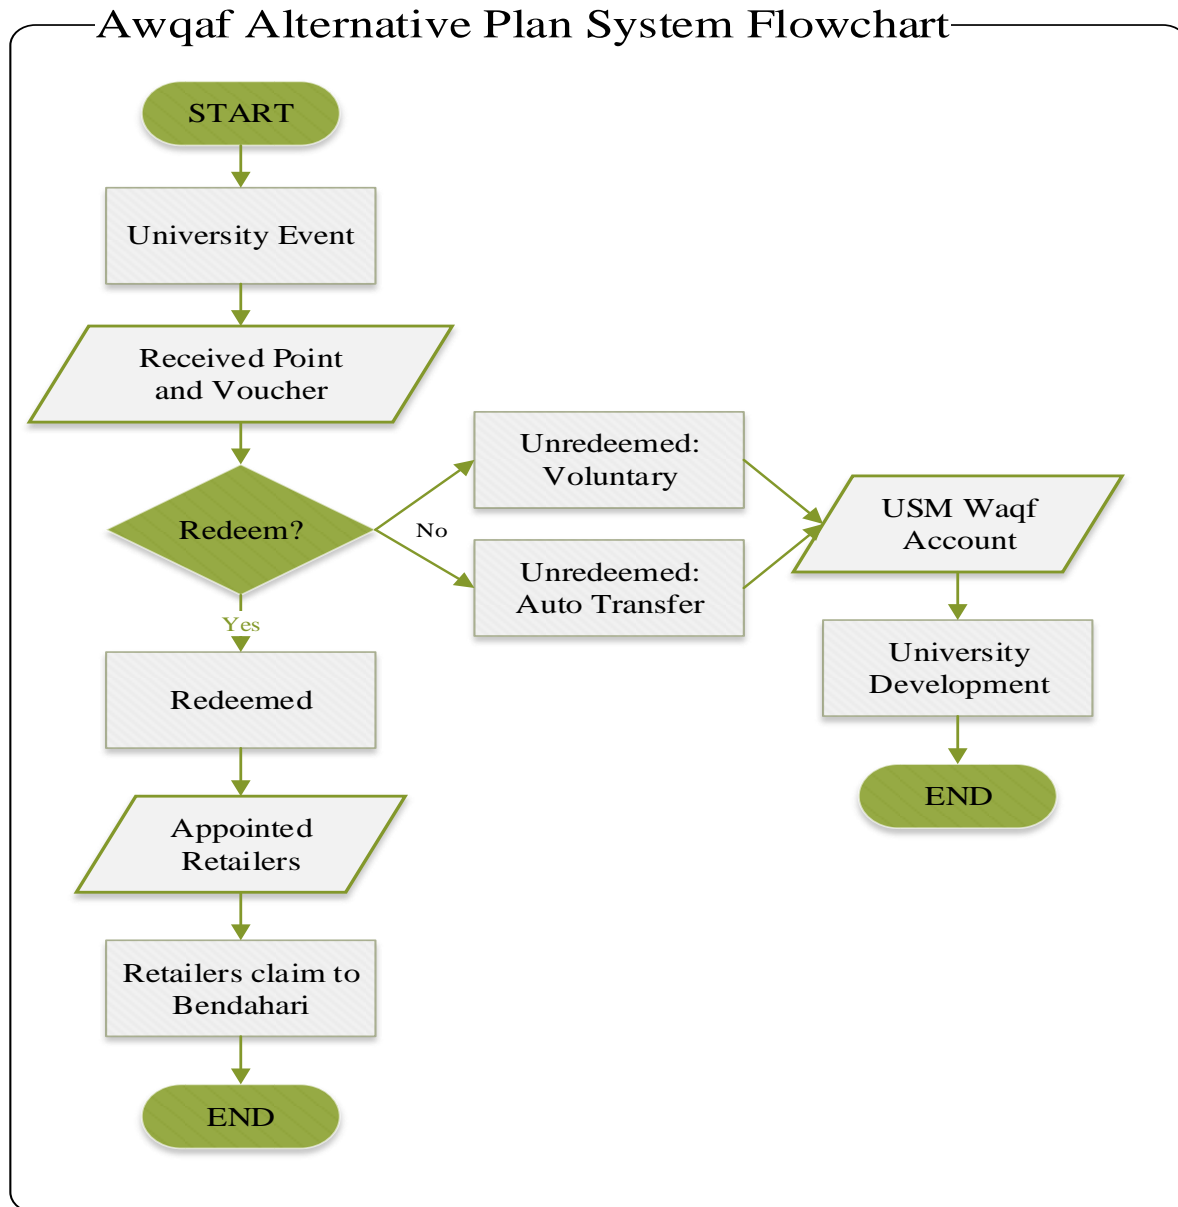 Awqaf Alternative Plan System Flowchart
START
University Event
Received Point
and Voucher
Redeem?
No
Unredeemed:
Voluntary
Unredeemed:
Auto Transfer
USM Waqf
Account
University
Development
END
Yes
Redeemed
Appointed
Retailers
Retailers claim to
Bendahari
END